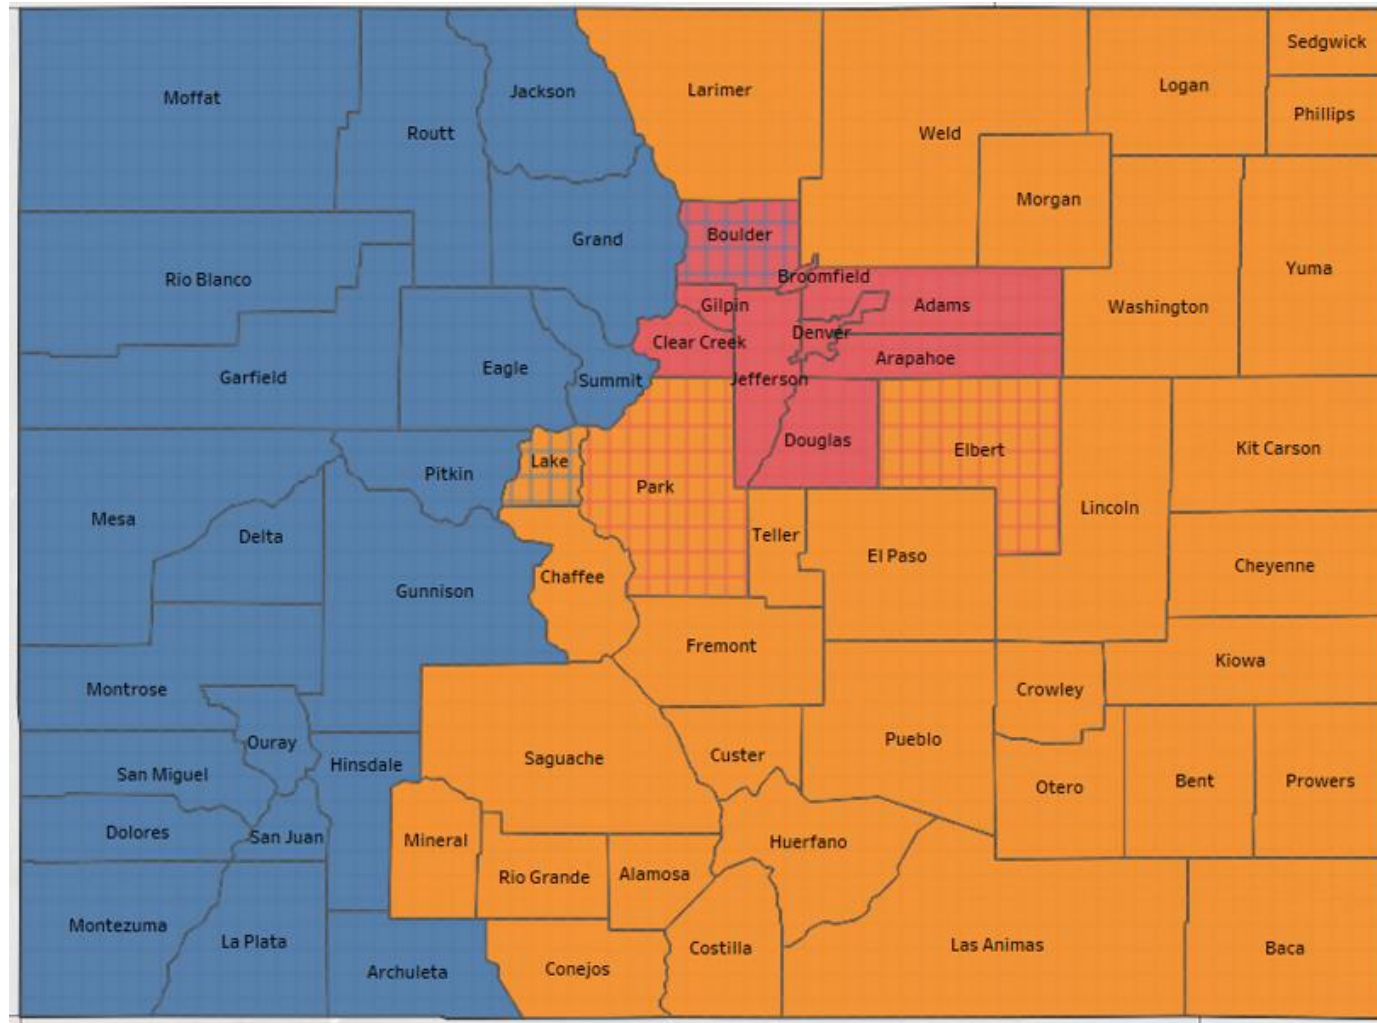 Sedgwick
Logan
Larimer
Jackson
Moffat
Phillips
Routt
Weld
Morgan
Boulder
Grand
Yuma
Rio Blanco
Broomfield
Gilpin
Adams
Washington
Denver
Clear Creek
Arapahoe
Eagle
Garfield
Summit
Jefferson
Douglas
Kit Carson
Elbert
Lake
Pitkin
Park
Lincoln
Mesa
Delta
Teller
El Paso
Cheyenne
Chaffee
Gunnison
Fremont
Kiowa
Montrose
Crowley
Ouray
Pueblo
Custer
Saguache
Hinsdale
San Miguel
Otero
Bent
Prowers
Dolores
San Juan
Mineral
Huerfano
Alamosa
Rio Grande
Montezuma
La Plata
Las Animas
Costilla
Baca
Conejos
Archuleta